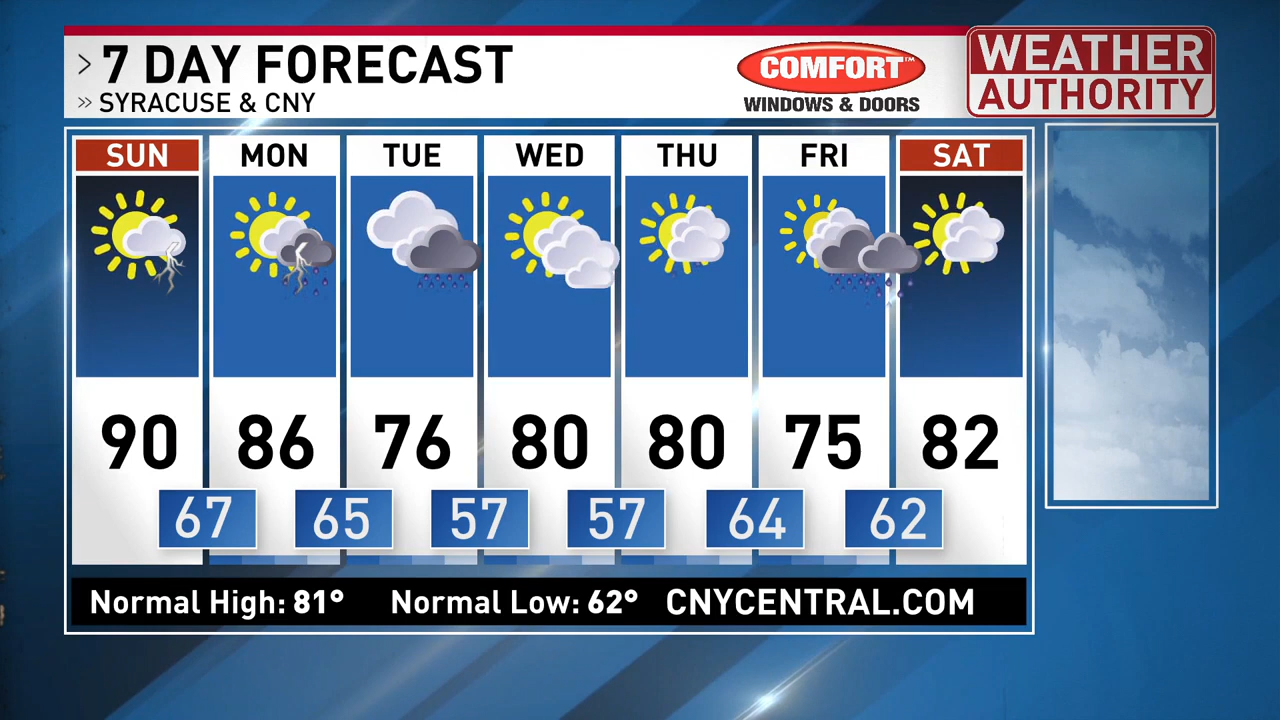 > 7 DAY FORECAST
» SYRACUSE & CNY
COMFORT™
WINDOWS & DOORS
WEATHER
AUTHORITY
SUN MON TUE WED THU FRI SAT
90 86 76 80 80 75 82
67 65 57 57 64 62
Normal High: 81° Normal Low: 62° CNYCENTRAL.COM